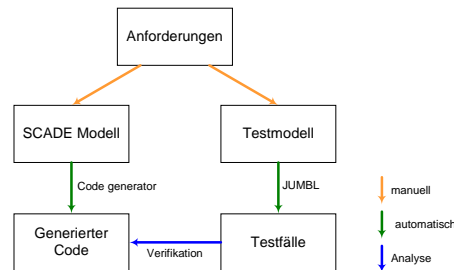 Anforderungen
SCADE Modell
Testmodell
Code generator
JUMBL
manuell
automatisch
Generierter
Code
Verifikation
Testfälle
Analyse